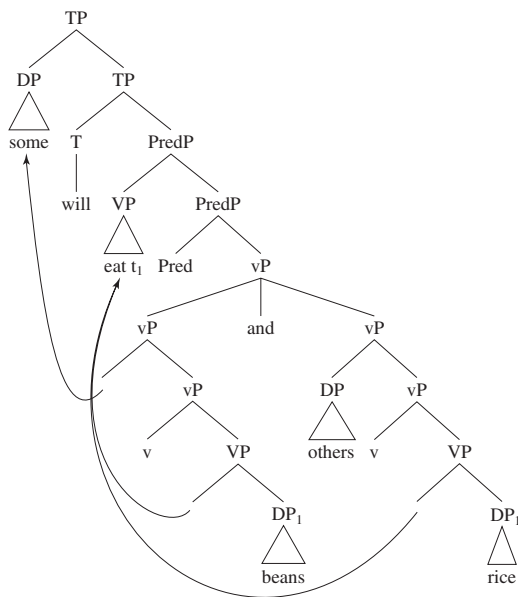 TP
DP TP
some T PredP
will VP PredP
eat t₁ Pred vP
vP and vP
vP DP vP
v VP others v VP
DP₁ DP₁
beans rice